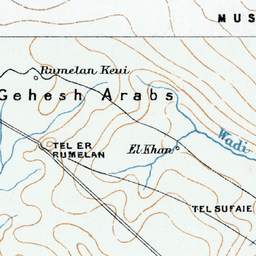 MUS
Rumelan Keui
Gehesh Arabs
Wadi
TEL ER
RUMELAN
El Khan
TEL SUFAIE